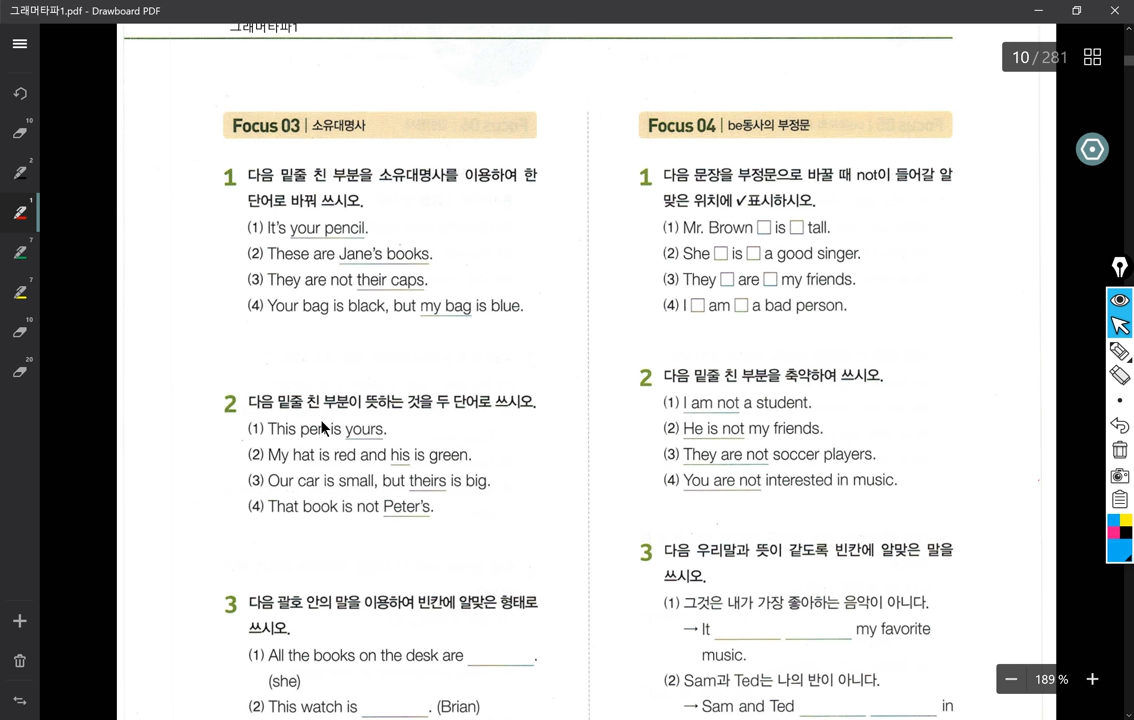 그래머타파1.pdf - Drawboard PDF
그래머타파1
10 / 281
Focus 03 | 소유대명사
1 다음 밑줄 친 부분을 소유대명사를 이용하여 한
단어로 바꿔 쓰시오.
(1) It's your pencil.
(2) These are Jane's books.
(3) They are not their caps.
(4) Your bag is black, but my bag is blue.
2 다음 밑줄 친 부분이 뜻하는 것을 두 단어로 쓰시오.
(1) This pen is yours.
(2) My hat is red and his is green.
(3) Our car is small, but theirs is big.
(4) That book is not Peter's.
3 다음 괄호 안의 말을 이용하여 빈칸에 알맞은 형태로
쓰시오.
(1) All the books on the desk are ________.
(she)
(2) This watch is ________. (Brian)
Focus 04 | be동사의 부정문
1 다음 문장을 부정문으로 바꿀 때 not이 들어갈 알
맞은 위치에 ✓표시하시오.
(1) Mr. Brown □ is □ tall.
(2) She □ is □ a good singer.
(3) They □ are □ my friends.
(4) I □ am □ a bad person.
2 다음 밑줄 친 부분을 축약하여 쓰시오.
(1) I am not a student.
(2) He is not my friends.
(3) They are not soccer players.
(4) You are not interested in music.
3 다음 우리말과 뜻이 같도록 빈칸에 알맞은 말을
쓰시오.
(1) 그것은 내가 가장 좋아하는 음악이 아니다.
→ It ________ ________ my favorite
music.
(2) Sam과 Ted는 나의 반이 아니다.
→ Sam and Ted ________ ________ in
10
2
1
7
7
10
20
189 %